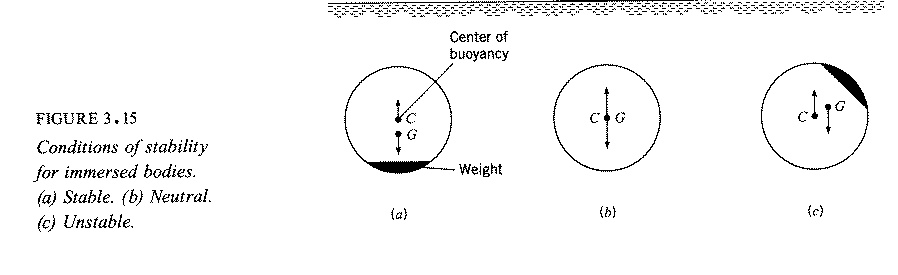 Center of
buoyancy
C
G
Weight
(a)
C G
(b)
C G
(c)
FIGURE 3.15
Conditions of stability
for immersed bodies.
(a) Stable. (b) Neutral.
(c) Unstable.